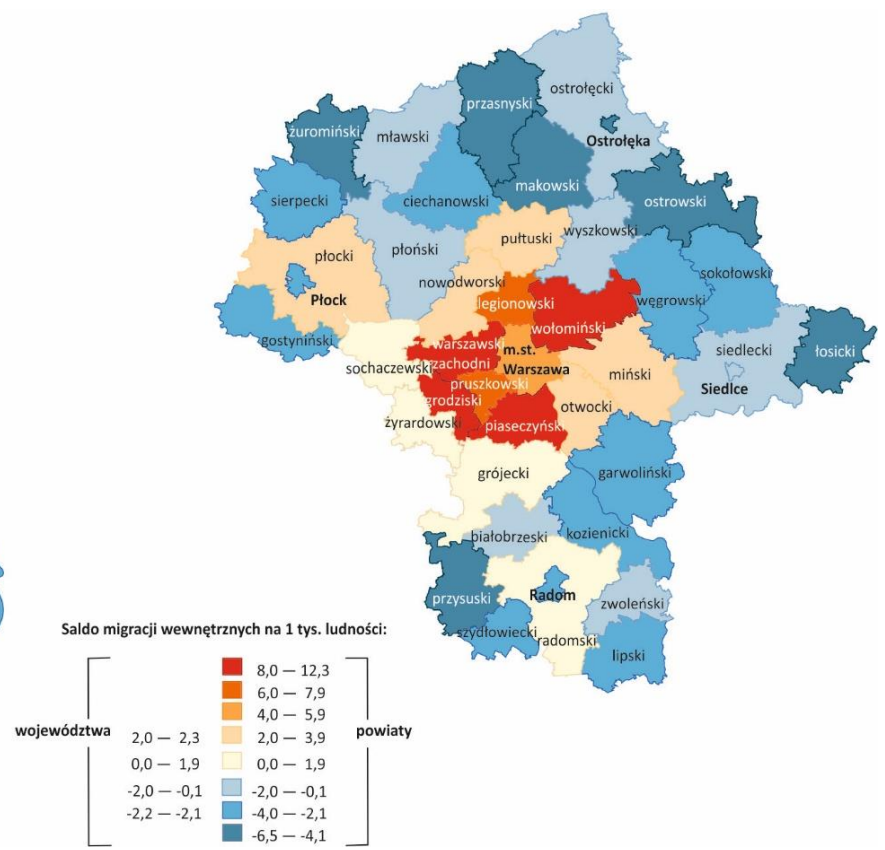 ostrołęcki
przasnyski
żuromiński
mławski
Ostrołęka
makowski
sierpecki
ciechanowski
ostrowski
pułtuski
wyszkowski
płocki
płoński
sokołowski
nowodworski
węgrowski
Płock
legionowski
wołomiński
gostyniński
warszawski
zachodni
m.st.
Warszawa
siedlecki
łosicki
sochaczewski
miński
pruszkowski
Siedlce
grodziski
otwocki
żyrardowski
piaseczyński
grójecki
garwoliński
białobrzeski
kozienicki
przysuski
Radom
zwoleński
szydłowiecki
radomski
lipski
Saldo migracji wewnętrznych na 1 tys. ludności:
8,0 — 12,3
6,0 — 7,9
4,0 — 5,9
województwa
powiaty
2,0 — 2,3 2,0 — 3,9
0,0 — 1,9 0,0 — 1,9
-2,0 — -0,1 -2,0 — -0,1
-2,2 — -2,1 -4,0 — -2,1
-6,5 — -4,1